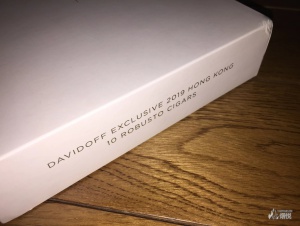 DAVIDOFF EXCLUSIVE 2019 HONG KONG
10 ROBUSTO CIGARS